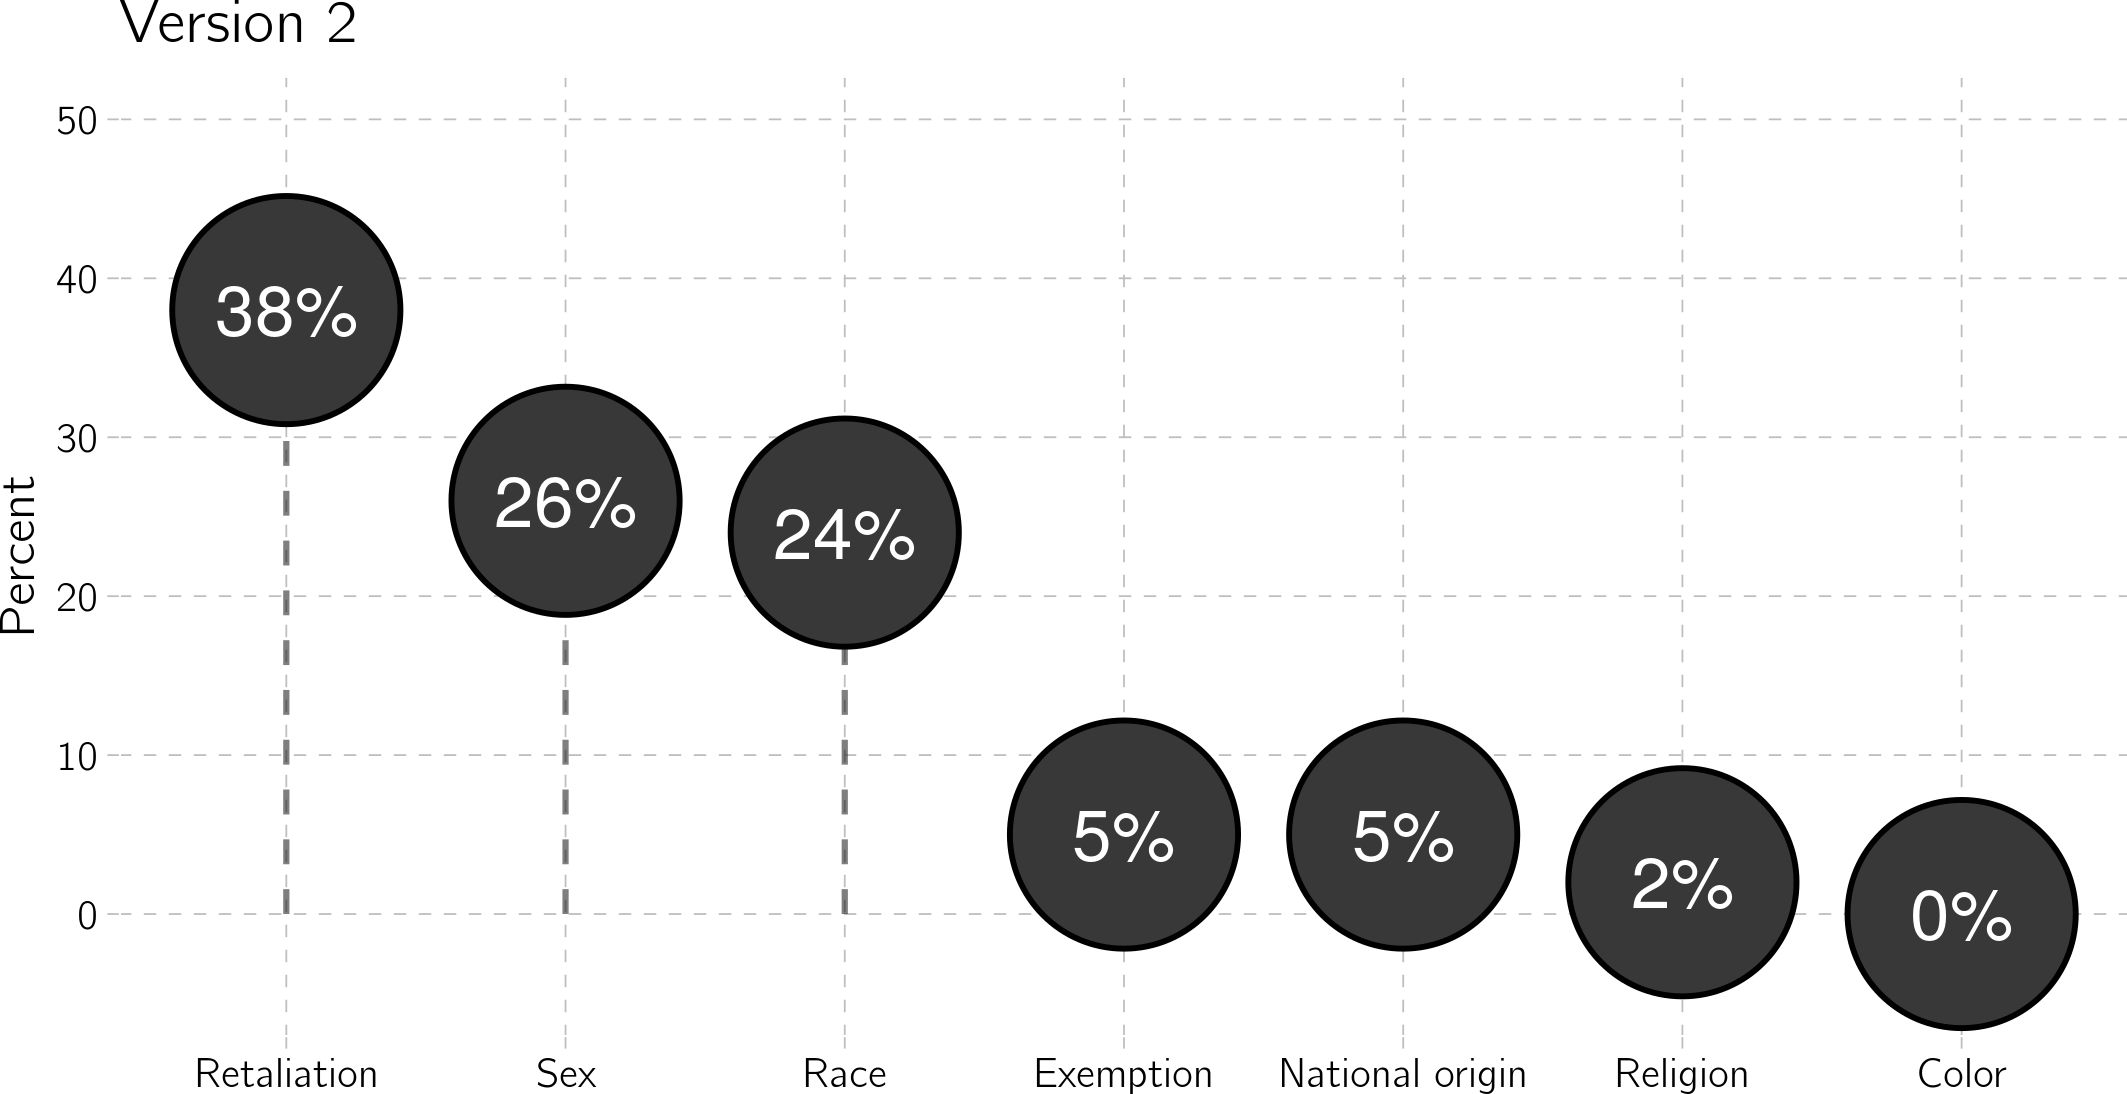 Version 2
Percent
50
40
30
20
10
0
38%
26%
24%
5%
5%
2%
0%
Retaliation
Sex
Race
Exemption
National origin
Religion
Color